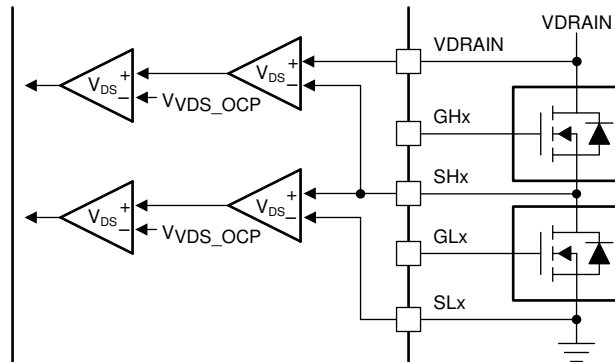 VDRAIN
VDRAIN
V_DS
+
−
V_DS
+
−
V_VDS_OCP
GHx
SHx
V_DS
+
−
V_DS
+
−
V_VDS_OCP
GLx
SLx